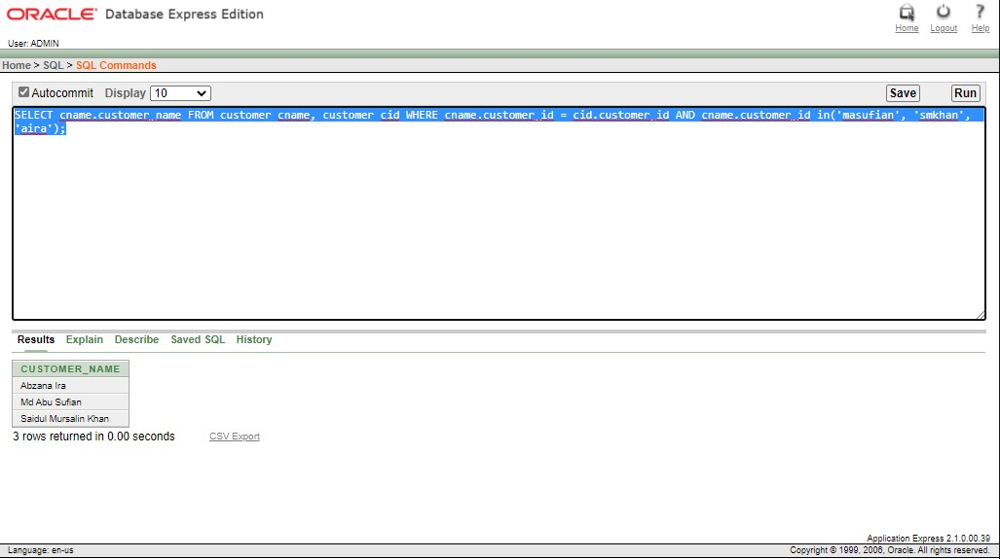 ORACLE® Database Express Edition
Home Logout Help
User: ADMIN
Home > SQL > SQL Commands
Autocommit Display 10 Save Run
SELECT cname.customer_name FROM customer cname, customer cid WHERE cname.customer_id = cid.customer_id AND cname.customer_id in('masufian', 'smkhan',
'aira');
Results Explain Describe Saved SQL History
CUSTOMER_NAME
Abzana Ira
Md Abu Sufian
Saidul Mursalin Khan
3 rows returned in 0.00 seconds CSV Export
Application Express 2.1.0.00.39
Language: en-us Copyright © 1999, 2006, Oracle. All rights reserved.